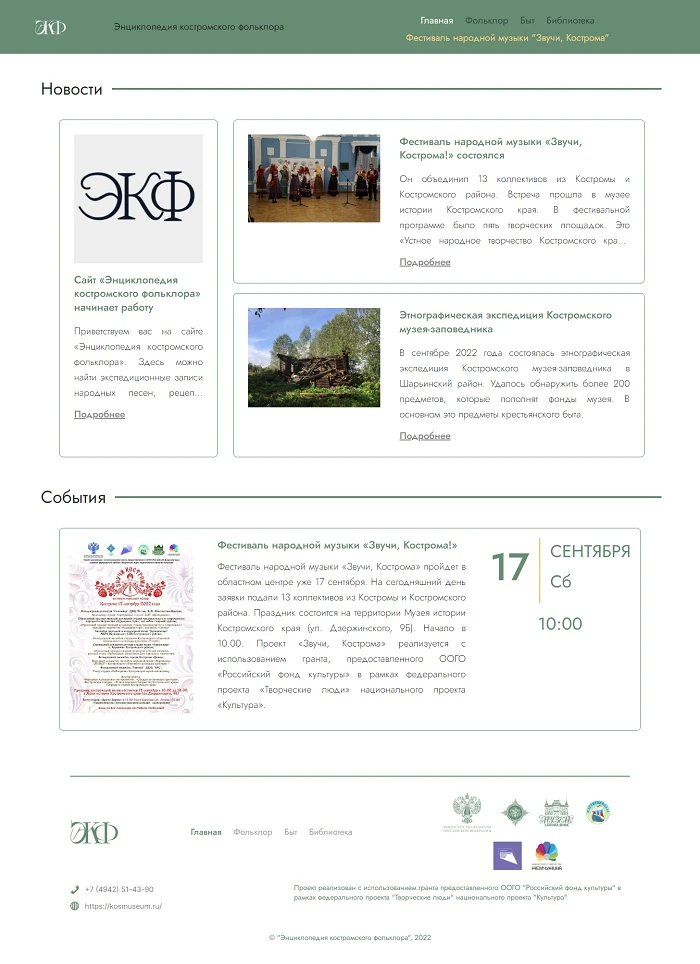 ЭКФ
Энциклопедия костромского фольклора
Главная Фольклор Быт Библиотека
Фестиваль народной музыки "Звучи, Кострома"
Новости
ЭКФ
Сайт «Энциклопедия
костромского фольклора»
начинает работу
Приветствуем вас на сайте
«Энциклопедия костромского
фольклора». Здесь можно
найти экспедиционные записи
народных песен, рецеп...
Подробнее
Фестиваль народной музыки «Звучи,
Кострома!» состоялся
Он объединил 13 коллективов из Костромы и
Костромского района. Встреча прошла в музее
истории Костромского края. В фестивальной
программе было пять творческих площадок. Это
«Устное народное творчество Костромского кра...
Подробнее
Этнографическая экспедиция Костромского
музея-заповедника
В сентябре 2022 года состоялась этнографическая
экспедиция Костромского музея-заповедника в
Шарьинский район. Удалось обнаружить более 200
предметов, которые пополнят фонды музея. В
основном это предметы крестьянского быта.
Подробнее
События
Фестиваль народной музыки «Звучи, Кострома!»
Фестиваль народной музыки «Звучи, Кострома» пройдет в
областном центре уже 17 сентября. На сегодняшний день
заявки подали 13 коллективов из Костромы и Костромского
района. Праздник состоится на территории Музея истории
Костромского края (ул. Дзержинского, 9Б). Начало в
10.00. Проект «Звучи, Кострома» реализуется с
использованием гранта, предоставленного ООГО
«Российский фонд культуры» в рамках федерального
проекта «Творческие люди» национального проекта
«Культура».
17
СЕНТЯБРЯ
Сб
10:00
ЭКФ
Главная Фольклор Быт Библиотека
+7 (4942) 51-43-90
https://kosmuseum.ru/
Проект реализован с использованием гранта предоставленного ООГО "Российский фонд культуры" в
рамках федерального проекта "Творческие люди" национального проекта "Культура"
© "Энциклопедия костромского фольклора", 2022